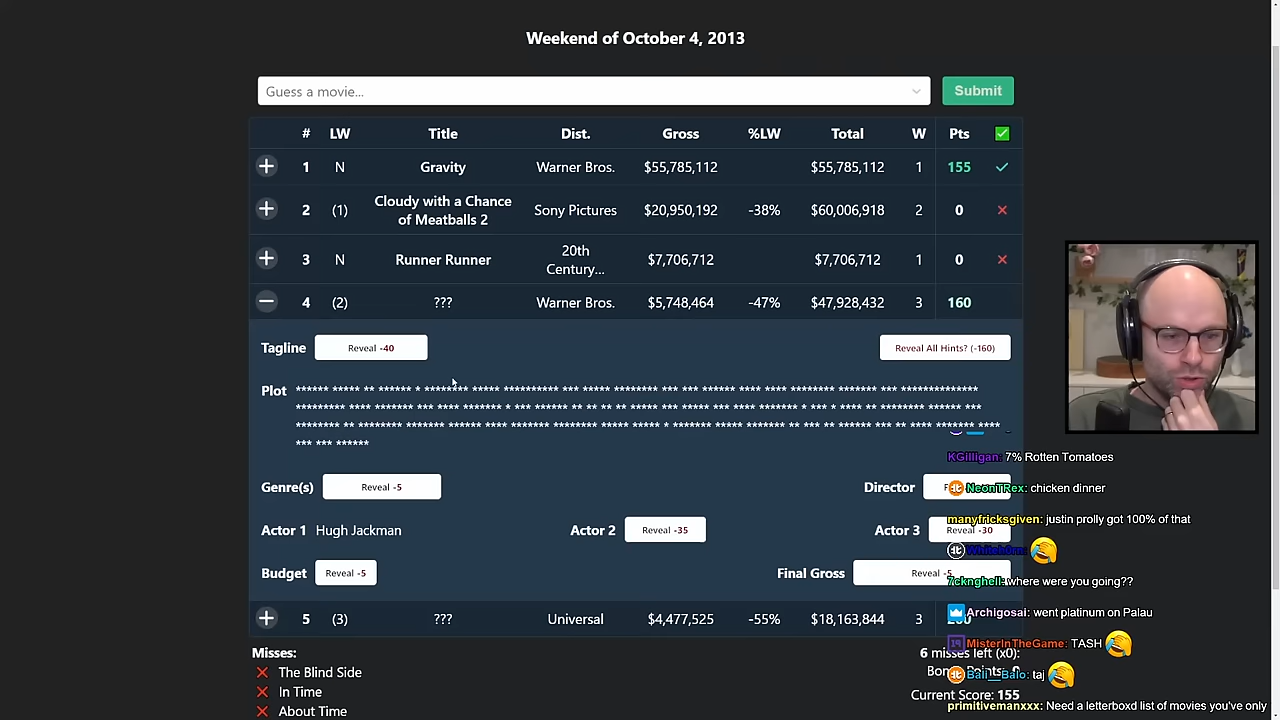 Weekend of October 4, 2013
Guess a movie...
Submit
# LW Title Dist. Gross %LW Total W Pts
1 N Gravity Warner Bros. $55,785,112 $55,785,112 1 155
2 (1) Cloudy with a Chance of Meatballs 2 Sony Pictures $20,950,192 -38% $60,006,918 2 0
3 N Runner Runner 20th Century... $7,706,712 $7,706,712 1 0
4 (2) ??? Warner Bros. $5,748,464 -47% $47,928,432 3 160
Tagline Reveal -40 Reveal All Hints? (-160)
Plot
Genre(s) Reveal -5 Director
Actor 1 Hugh Jackman Actor 2 Reveal -35 Actor 3 Reveal -30
Budget Reveal -5 Final Gross Reveal -5
5 (3) ??? Universal $4,477,525 -55% $18,163,844 3
Misses:
The Blind Side
In Time
About Time
6 misses left (x0):
Current Score: 155
KGilligan: 7% Rotten Tomatoes
NeonTRex: chicken dinner
manyfricksgiven: justin prolly got 100% of that
Whiteh0rn:
7cknghell: where were you going??
Archigosai: went platinum on Palau
MisterInTheGame: TASH
Bali__Balo: taj
primitivemanxxx: Need a letterboxd list of movies you've only